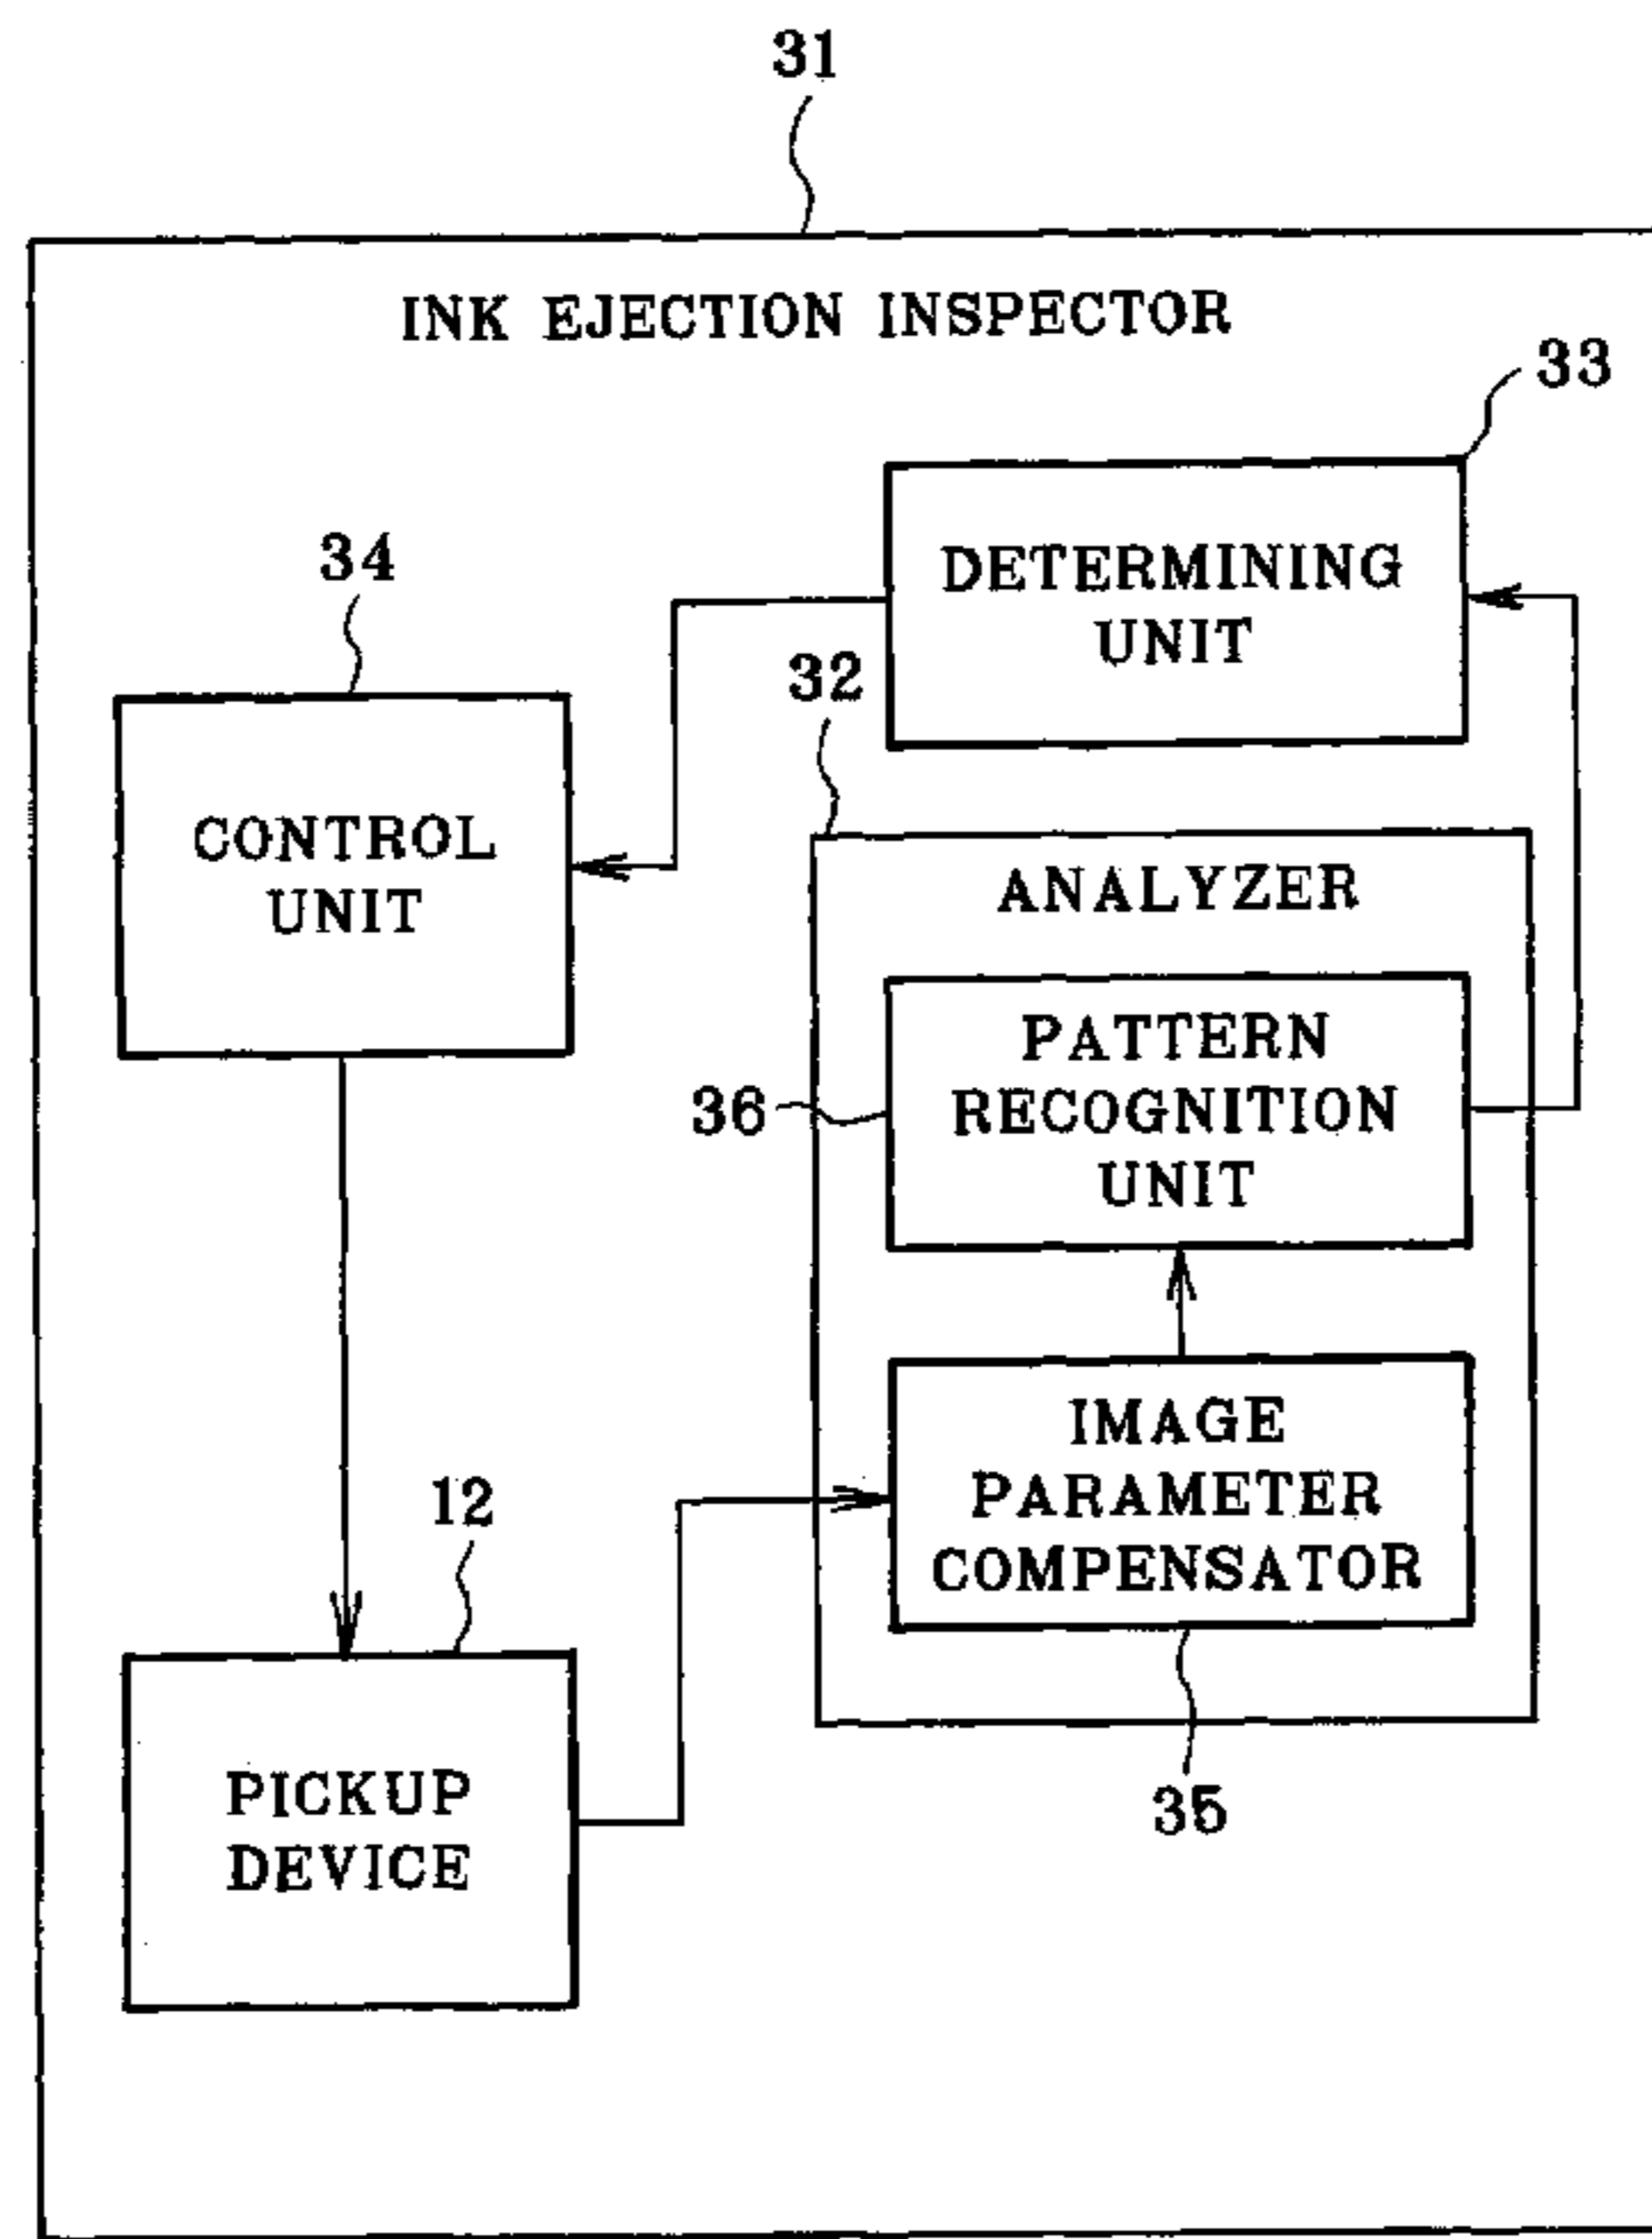 31
INK EJECTION INSPECTOR
33
DETERMINING
UNIT
34
32
CONTROL
UNIT
ANALYZER
PATTERN
RECOGNITION
UNIT
36
IMAGE
PARAMETER
COMPENSATOR
12
35
PICKUP
DEVICE